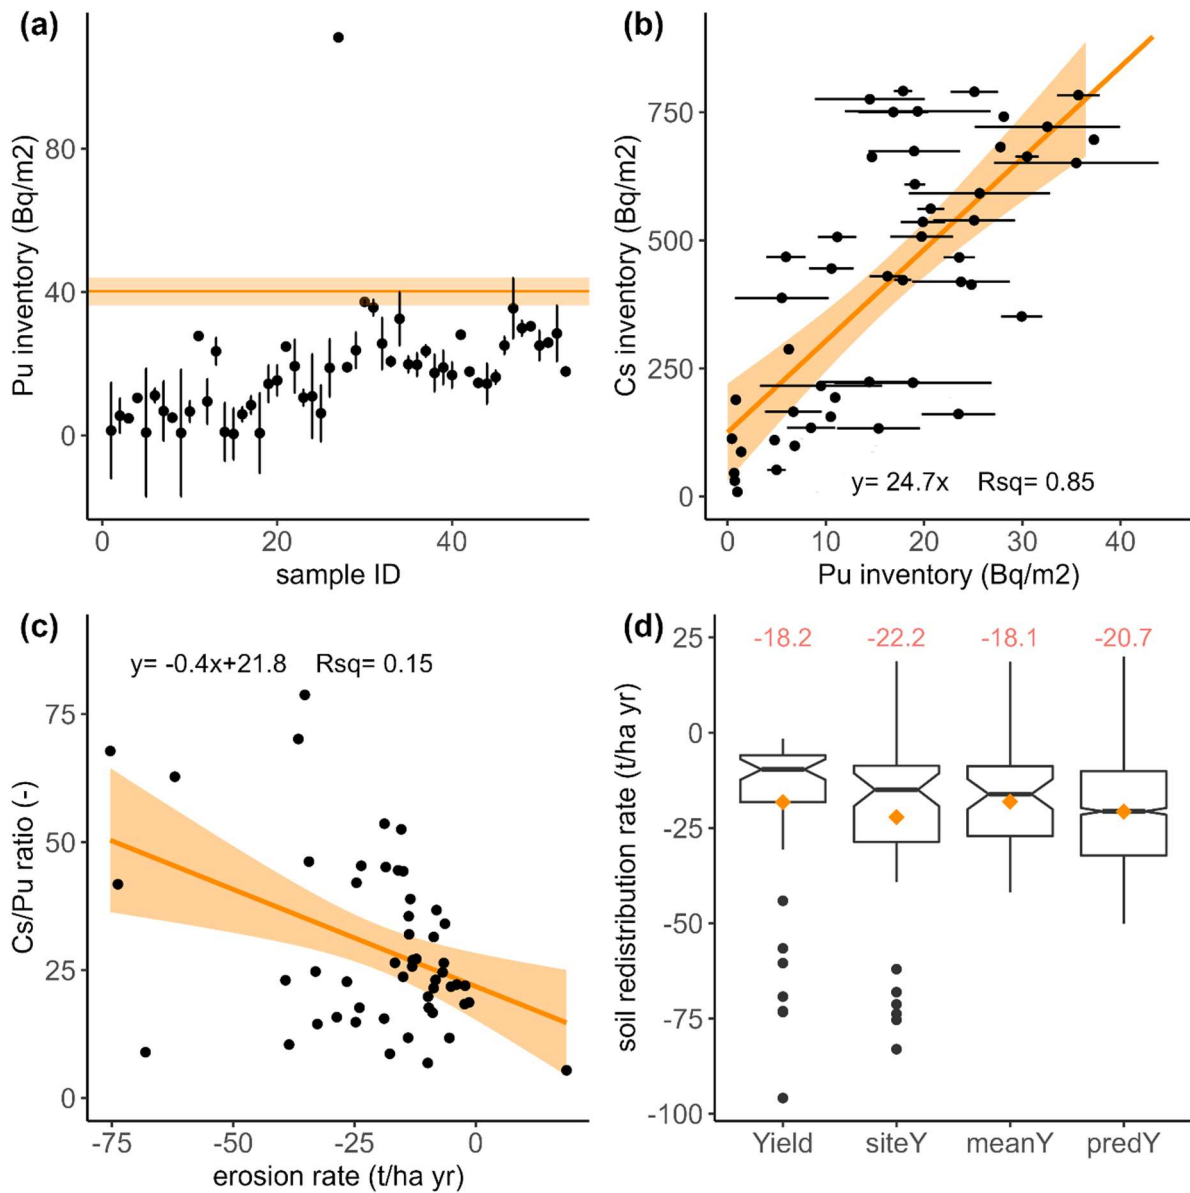 (a)
Pu inventory (Bq/m2)
80
40
0
0 20 40
sample ID
(b)
Cs inventory (Bq/m2)
750
500
250
0
y= 24.7x Rsq= 0.85
0 10 20 30 40
Pu inventory (Bq/m2)
(c)
y= -0.4x+21.8 Rsq= 0.15
Cs/Pu ratio (-)
75
50
25
0
-75 -50 -25 0
erosion rate (t/ha yr)
(d)
-18.2 -22.2 -18.1 -20.7
soil redistribution rate (t/ha yr)
25
0
-25
-50
-75
-100
Yield siteY meanY predY